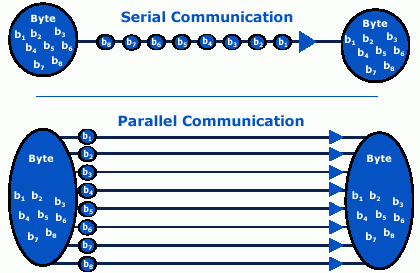 Serial Communication
Byte
b1 b2 b3
b4 b5 b6
b7 b8
b8 b7 b6 b5 b4 b3 b2 b1
Byte
b1 b2 b3
b4 b5 b6
b7 b8
Parallel Communication
Byte
b1 b2 b3
b4 b5 b6
b7 b8
b1
b2
b3
b4
b5
b6
b7
b8
Byte
b1 b2 b3
b4 b5 b6
b7 b8